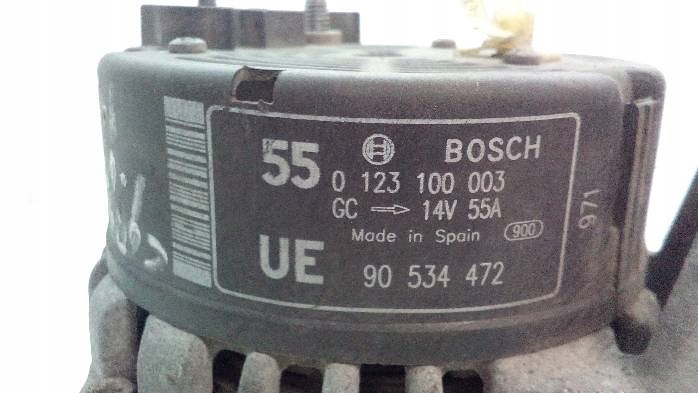 55 BOSCH
0 123 100 003
GC → 14V 55A
Made in Spain 900
UE 90 534 472
971